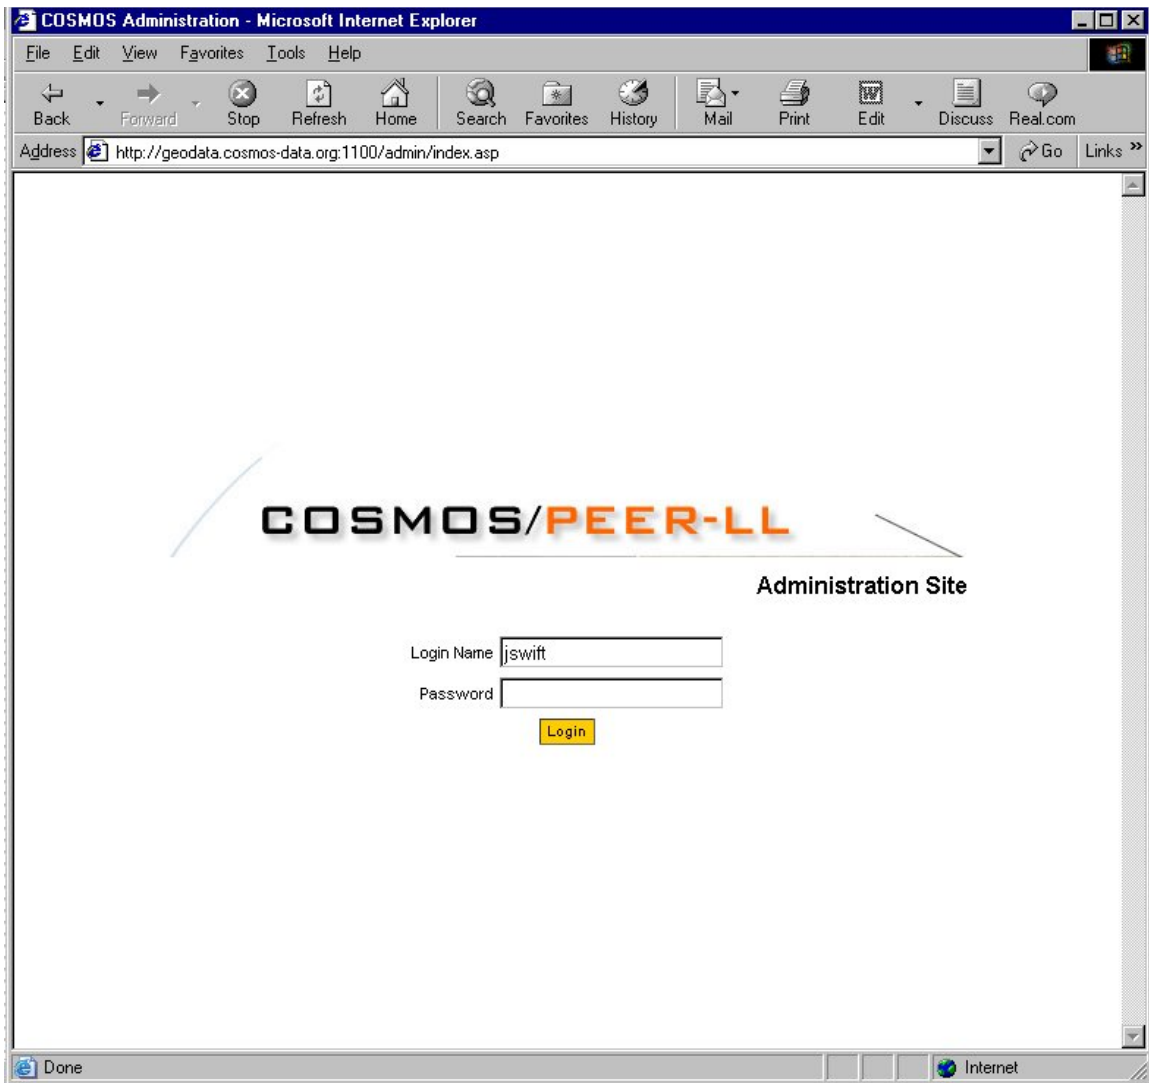 COSMOS Administration - Microsoft Internet Explorer
File Edit View Favorites Tools Help
Back Forward Stop Refresh Home Search Favorites History Mail Print Edit Discuss Real.com
Address http://geodata.cosmos-data.org:1100/admin/index.asp Go Links »
COSMOS/PEER-LL
Administration Site
Login Name jswift
Password
Login
Done Internet